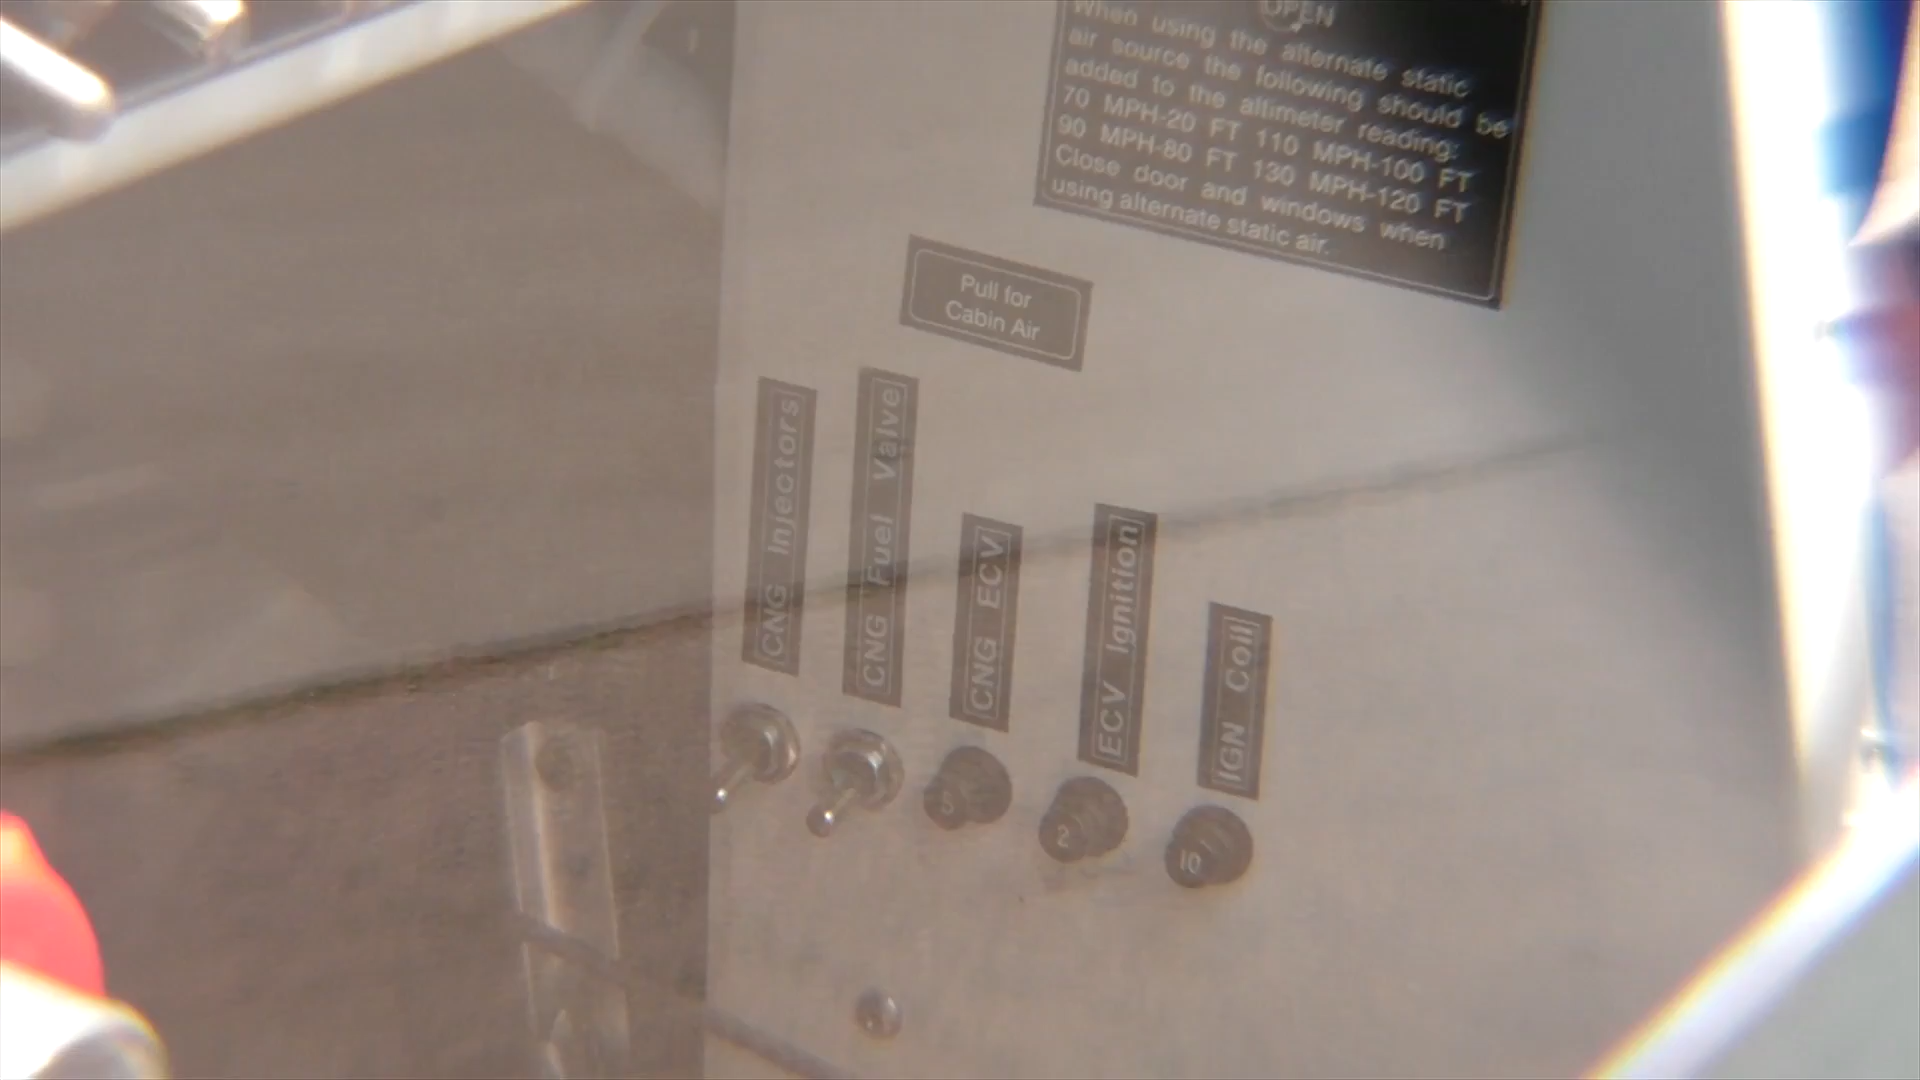 OPEN
When using the alternate static
air source the following should be
added to the altimeter reading:
70 MPH-20 FT 110 MPH-100 FT
90 MPH-80 FT 130 MPH-120 FT
Close door and windows when
using alternate static air.
Pull for
Cabin Air
CNG Injectors
CNG Fuel Valve
CNG ECV
ECV Ignition
IGN Coil
5
2
10